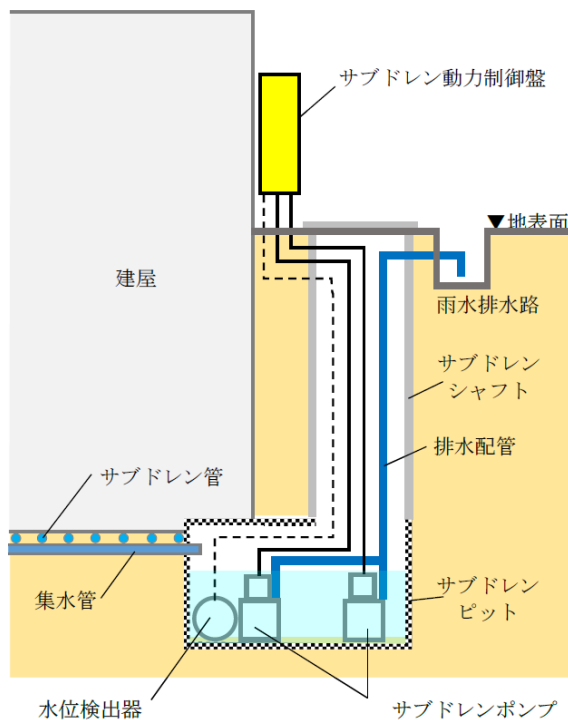 サブドレン動力制御盤
▼地表面
建屋
雨水排水路
サブドレン
シャフト
排水配管
サブドレン管
集水管
サブドレン
ピット
水位検出器
サブドレンポンプ